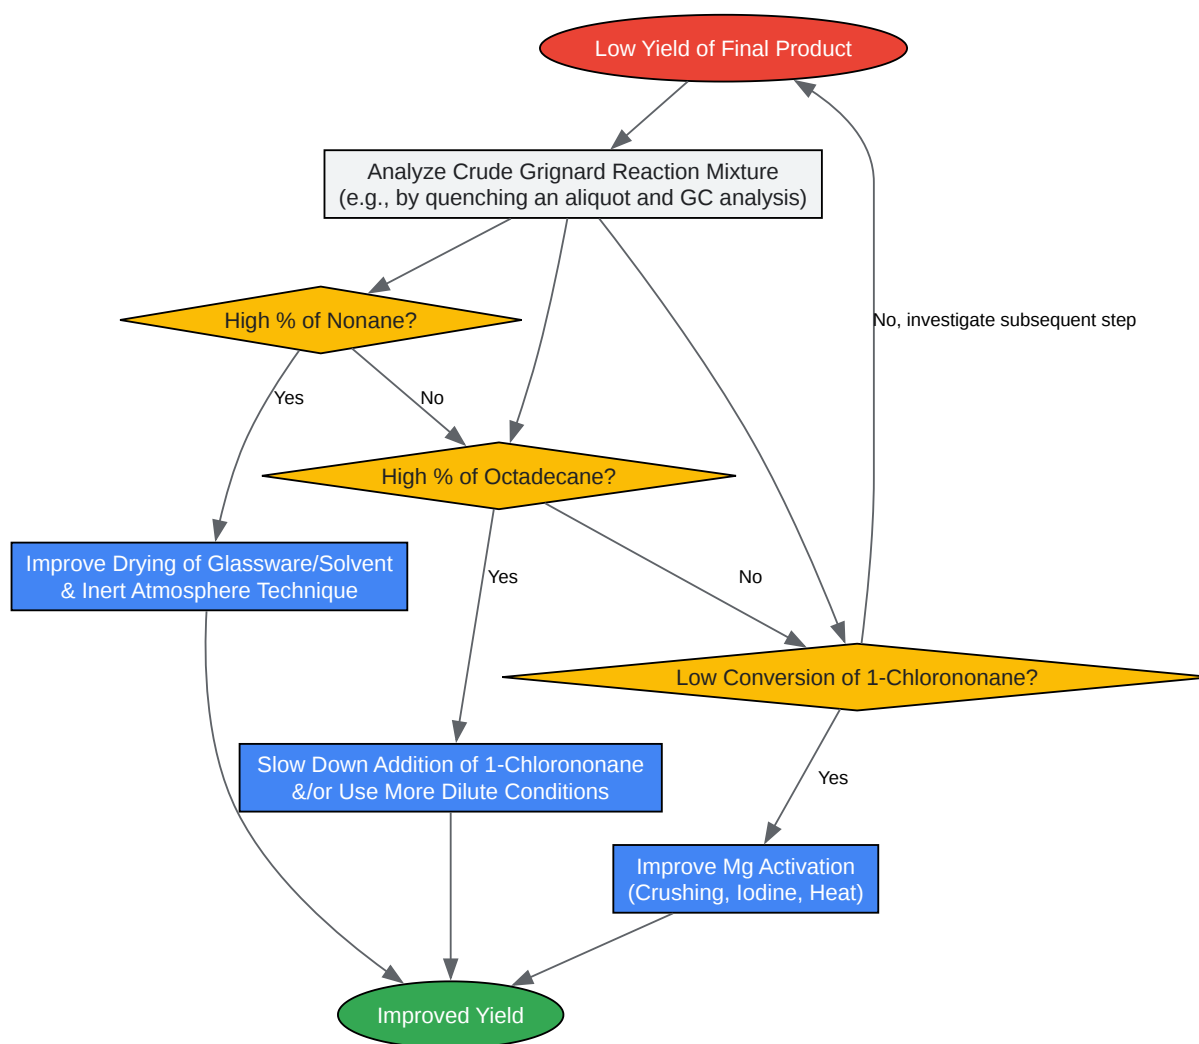 Low Yield of Final Product
Analyze Crude Grignard Reaction Mixture
(e.g., by quenching an aliquot and GC analysis)
High % of Nonane?
No, investigate subsequent step
Yes
No
High % of Octadecane?
Improve Drying of Glassware/Solvent
& Inert Atmosphere Technique
Yes
No
Low Conversion of 1-Chlorononane?
Slow Down Addition of 1-Chlorononane
&/or Use More Dilute Conditions
Yes
Improve Mg Activation
(Crushing, Iodine, Heat)
Improved Yield